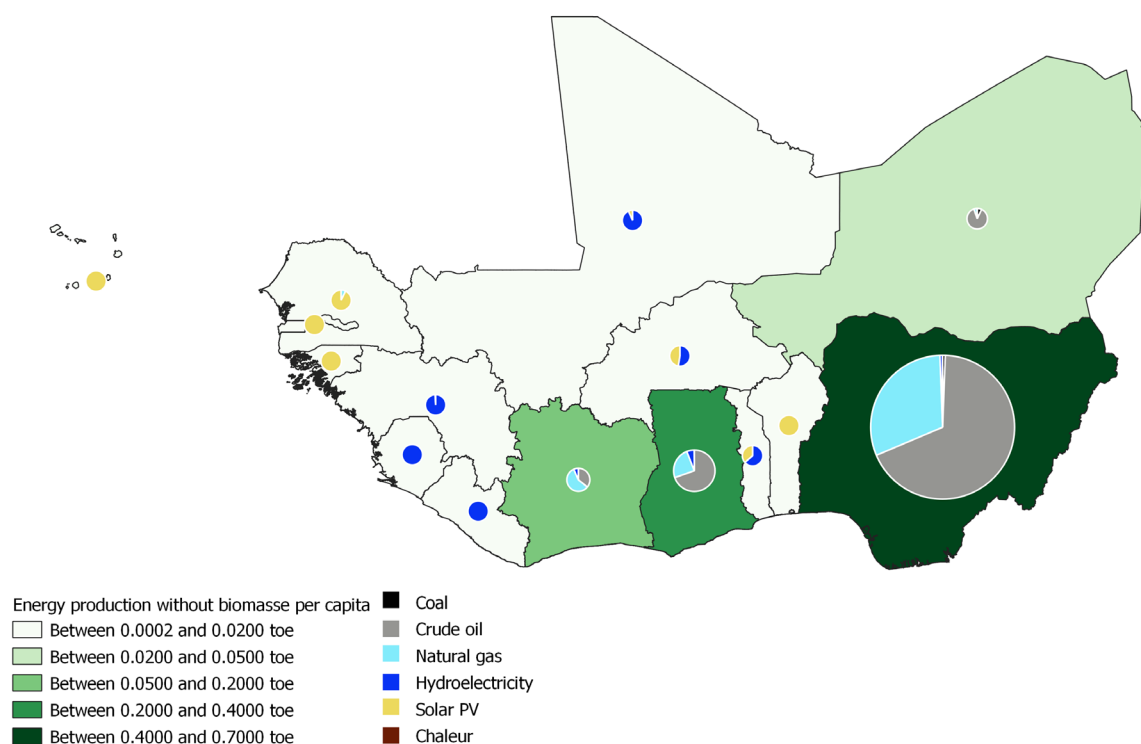 Energy production without biomasse per capita
Between 0.0002 and 0.0200 toe
Between 0.0200 and 0.0500 toe
Between 0.0500 and 0.2000 toe
Between 0.2000 and 0.4000 toe
Between 0.4000 and 0.7000 toe
Coal
Crude oil
Natural gas
Hydroelectricity
Solar PV
Chaleur